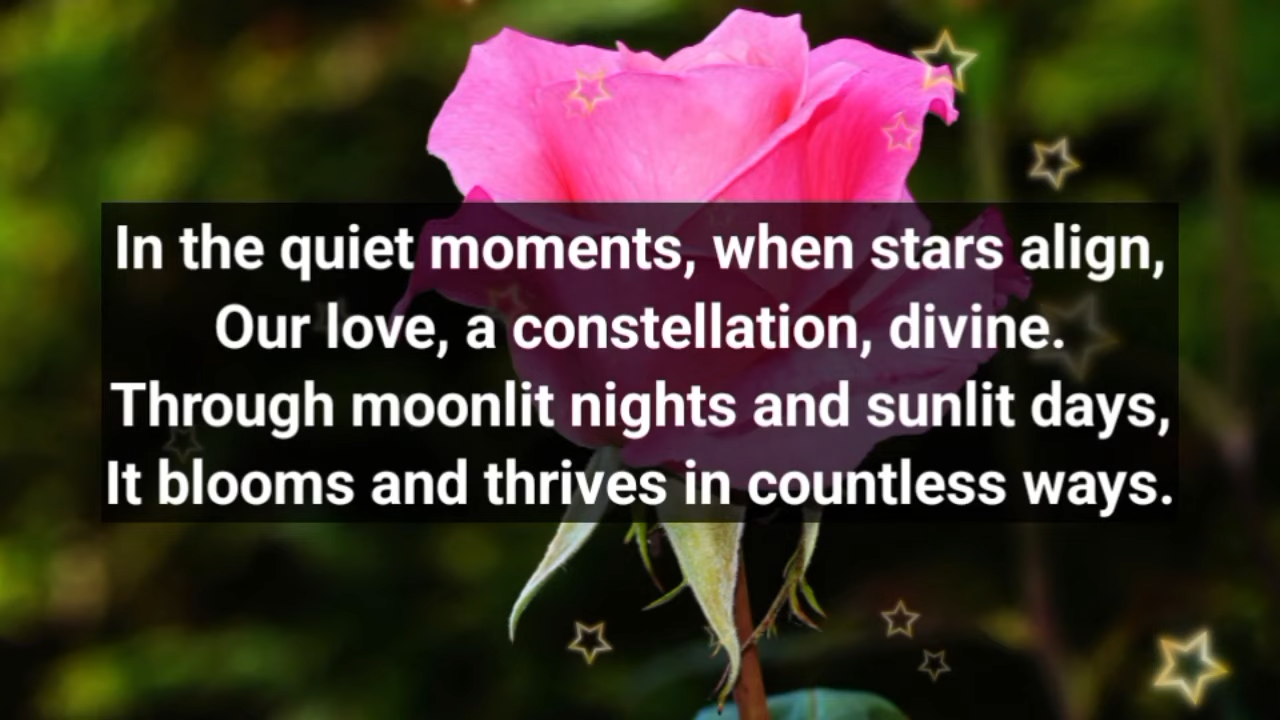 In the quiet moments, when stars align,
Our love, a constellation, divine.
Through moonlit nights and sunlit days,
It blooms and thrives in countless ways.